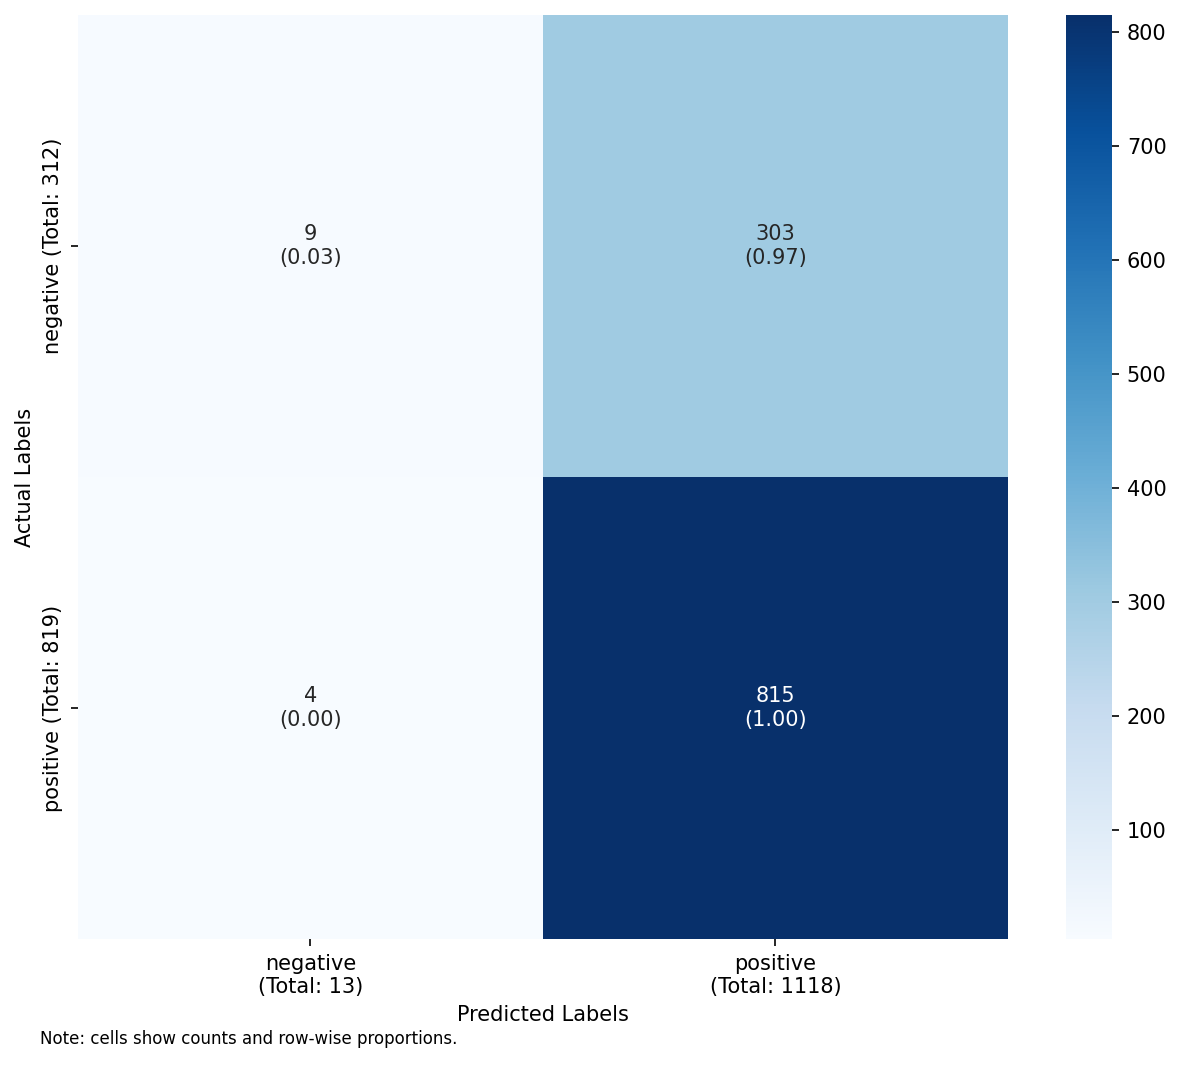 Actual Labels
negative (Total: 312)
positive (Total: 819)
9
(0.03)
303
(0.97)
4
(0.00)
815
(1.00)
negative
(Total: 13)
positive
(Total: 1118)
Predicted Labels
Note: cells show counts and row-wise proportions.
800
700
600
500
400
300
200
100